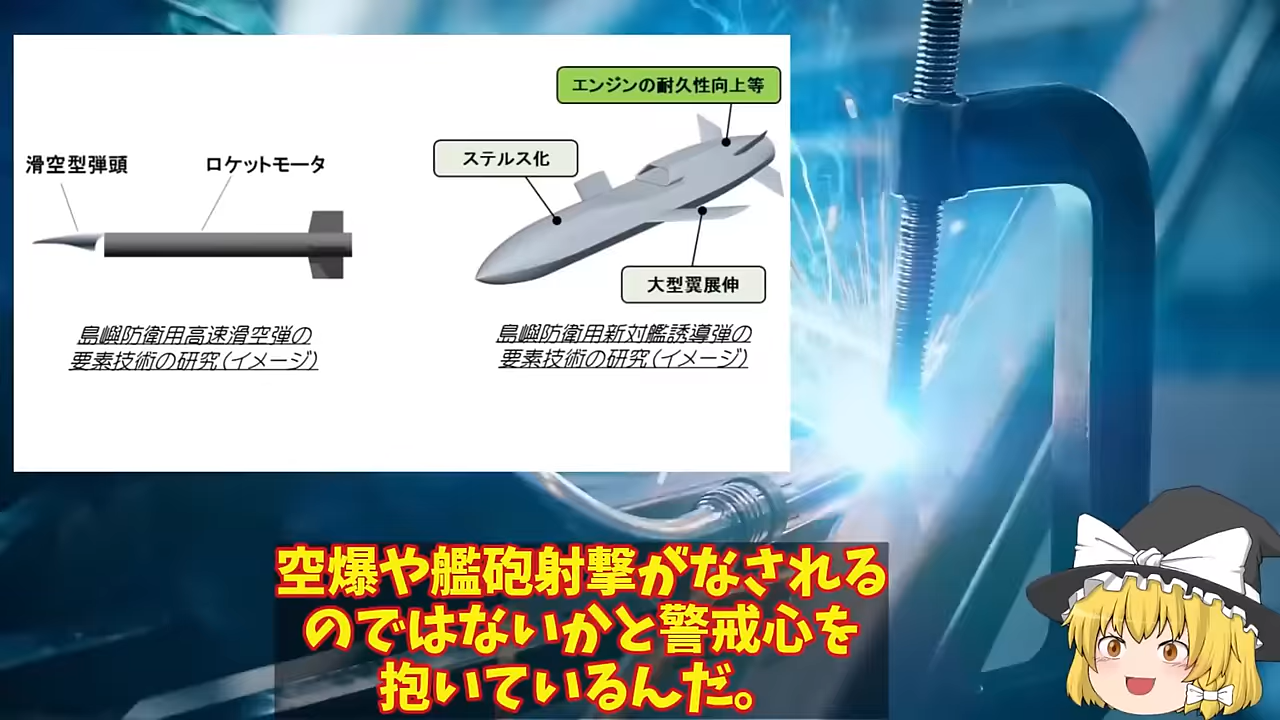 エンジンの耐久性向上等
ステルス化
滑空型弾頭
ロケットモータ
大型翼展伸
島嶼防衛用高速滑空弾の
要素技術の研究(イメージ)
島嶼防衛用新対艦誘導弾の
要素技術の研究(イメージ)
空爆や艦砲射撃がなされる
のではないかと警戒心を
抱いているんだ。